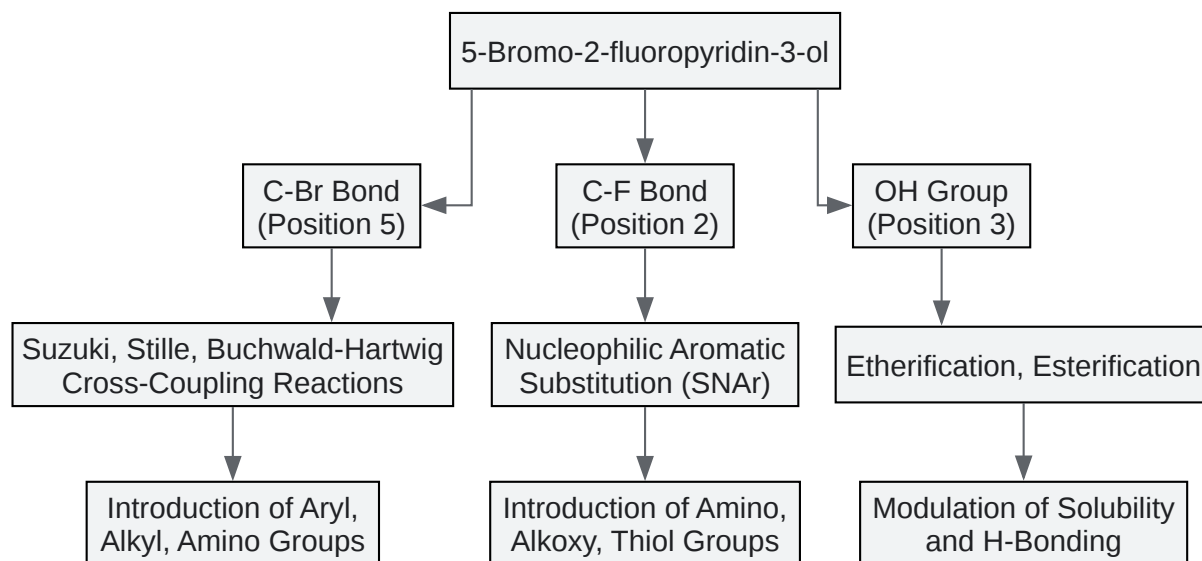 5-Bromo-2-fluoropyridin-3-ol
C-Br Bond
(Position 5)
C-F Bond
(Position 2)
OH Group
(Position 3)
Suzuki, Stille, Buchwald-Hartwig
Cross-Coupling Reactions
Nucleophilic Aromatic
Substitution (SNAr)
Etherification, Esterification
Introduction of Aryl,
Alkyl, Amino Groups
Introduction of Amino,
Alkoxy, Thiol Groups
Modulation of Solubility
and H-Bonding